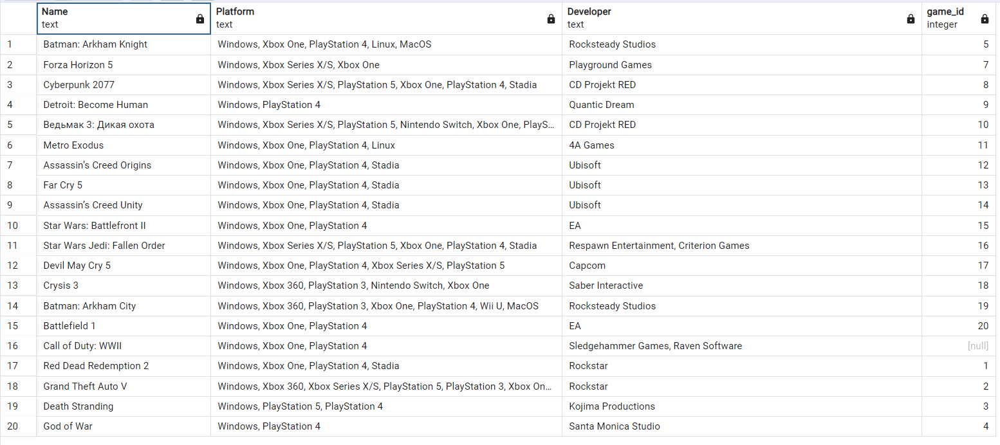 Name Platform Developer game_id
text text text integer
1 Batman: Arkham Knight Windows, Xbox One, PlayStation 4, Linux, MacOS Rocksteady Studios 5
2 Forza Horizon 5 Windows, Xbox Series X/S, Xbox One Playground Games 7
3 Cyberpunk 2077 Windows, Xbox Series X/S, PlayStation 5, Xbox One, PlayStation 4, Stadia CD Projekt RED 8
4 Detroit: Become Human Windows, PlayStation 4 Quantic Dream 9
5 Ведьмак 3: Дикая охота Windows, Xbox Series X/S, PlayStation 5, Nintendo Switch, Xbox One, PlayS... CD Projekt RED 10
6 Metro Exodus Windows, Xbox One, PlayStation 4, Linux 4A Games 11
7 Assassin’s Creed Origins Windows, Xbox One, PlayStation 4, Stadia Ubisoft 12
8 Far Cry 5 Windows, Xbox One, PlayStation 4, Stadia Ubisoft 13
9 Assassin’s Creed Unity Windows, Xbox One, PlayStation 4, Stadia Ubisoft 14
10 Star Wars: Battlefront II Windows, Xbox One, PlayStation 4 EA 15
11 Star Wars Jedi: Fallen Order Windows, Xbox Series X/S, PlayStation 5, Xbox One, PlayStation 4, Stadia Respawn Entertainment, Criterion Games 16
12 Devil May Cry 5 Windows, Xbox One, PlayStation 4, Xbox Series X/S, PlayStation 5 Capcom 17
13 Crysis 3 Windows, Xbox 360, PlayStation 3, Nintendo Switch, Xbox One Saber Interactive 18
14 Batman: Arkham City Windows, Xbox 360, PlayStation 3, Xbox One, PlayStation 4, Wii U, MacOS Rocksteady Studios 19
15 Battlefield 1 Windows, Xbox One, PlayStation 4 EA 20
16 Call of Duty: WWII Windows, Xbox One, PlayStation 4 Sledgehammer Games, Raven Software [null]
17 Red Dead Redemption 2 Windows, Xbox One, PlayStation 4, Stadia Rockstar 1
18 Grand Theft Auto V Windows, Xbox 360, Xbox Series X/S, PlayStation 5, PlayStation 3, Xbox On... Rockstar 2
19 Death Stranding Windows, PlayStation 5, PlayStation 4 Kojima Productions 3
20 God of War Windows, PlayStation 4 Santa Monica Studio 4